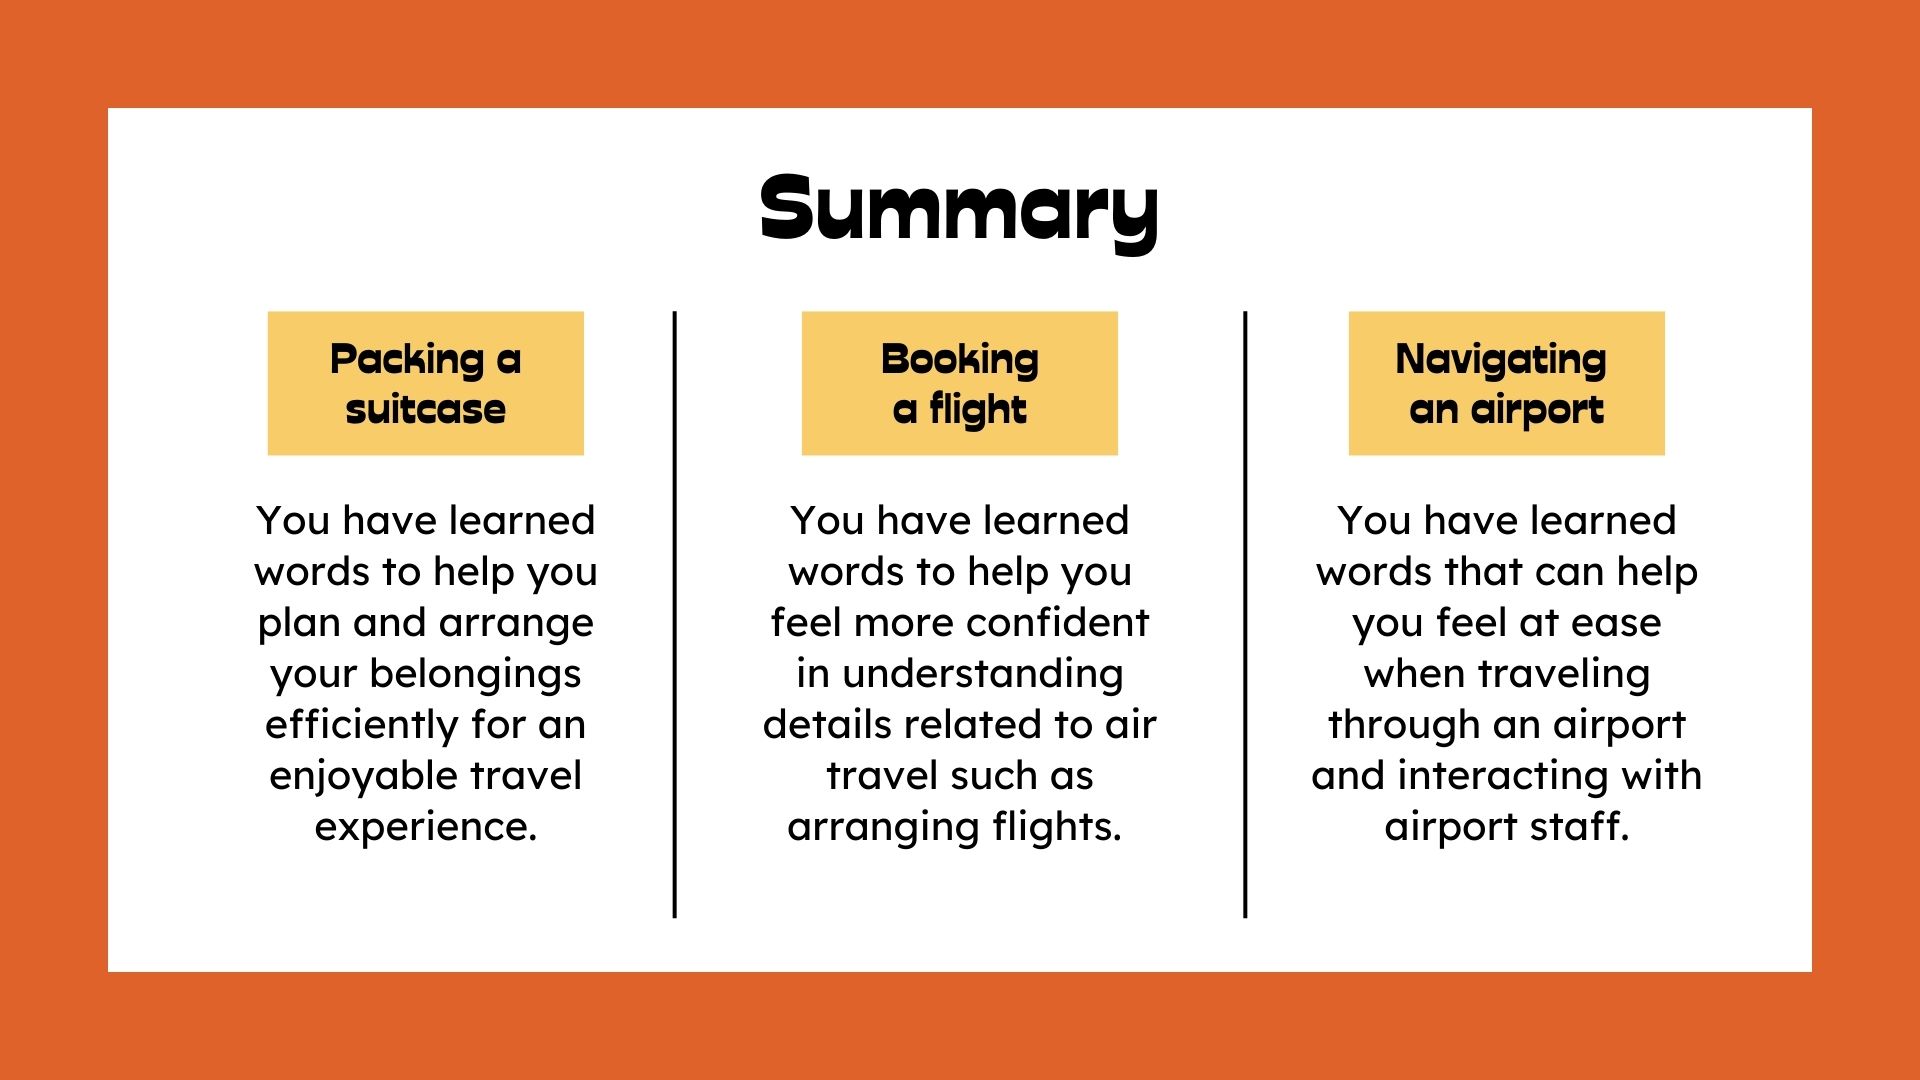 Summary
Packing a
suitcase
You have learned
words to help you
plan and arrange
your belongings
efficiently for an
enjoyable travel
experience.
Booking
a flight
You have learned
words to help you
feel more confident
in understanding
details related to air
travel such as
arranging flights.
Navigating
an airport
You have learned
words that can help
you feel at ease
when traveling
through an airport
and interacting with
airport staff.